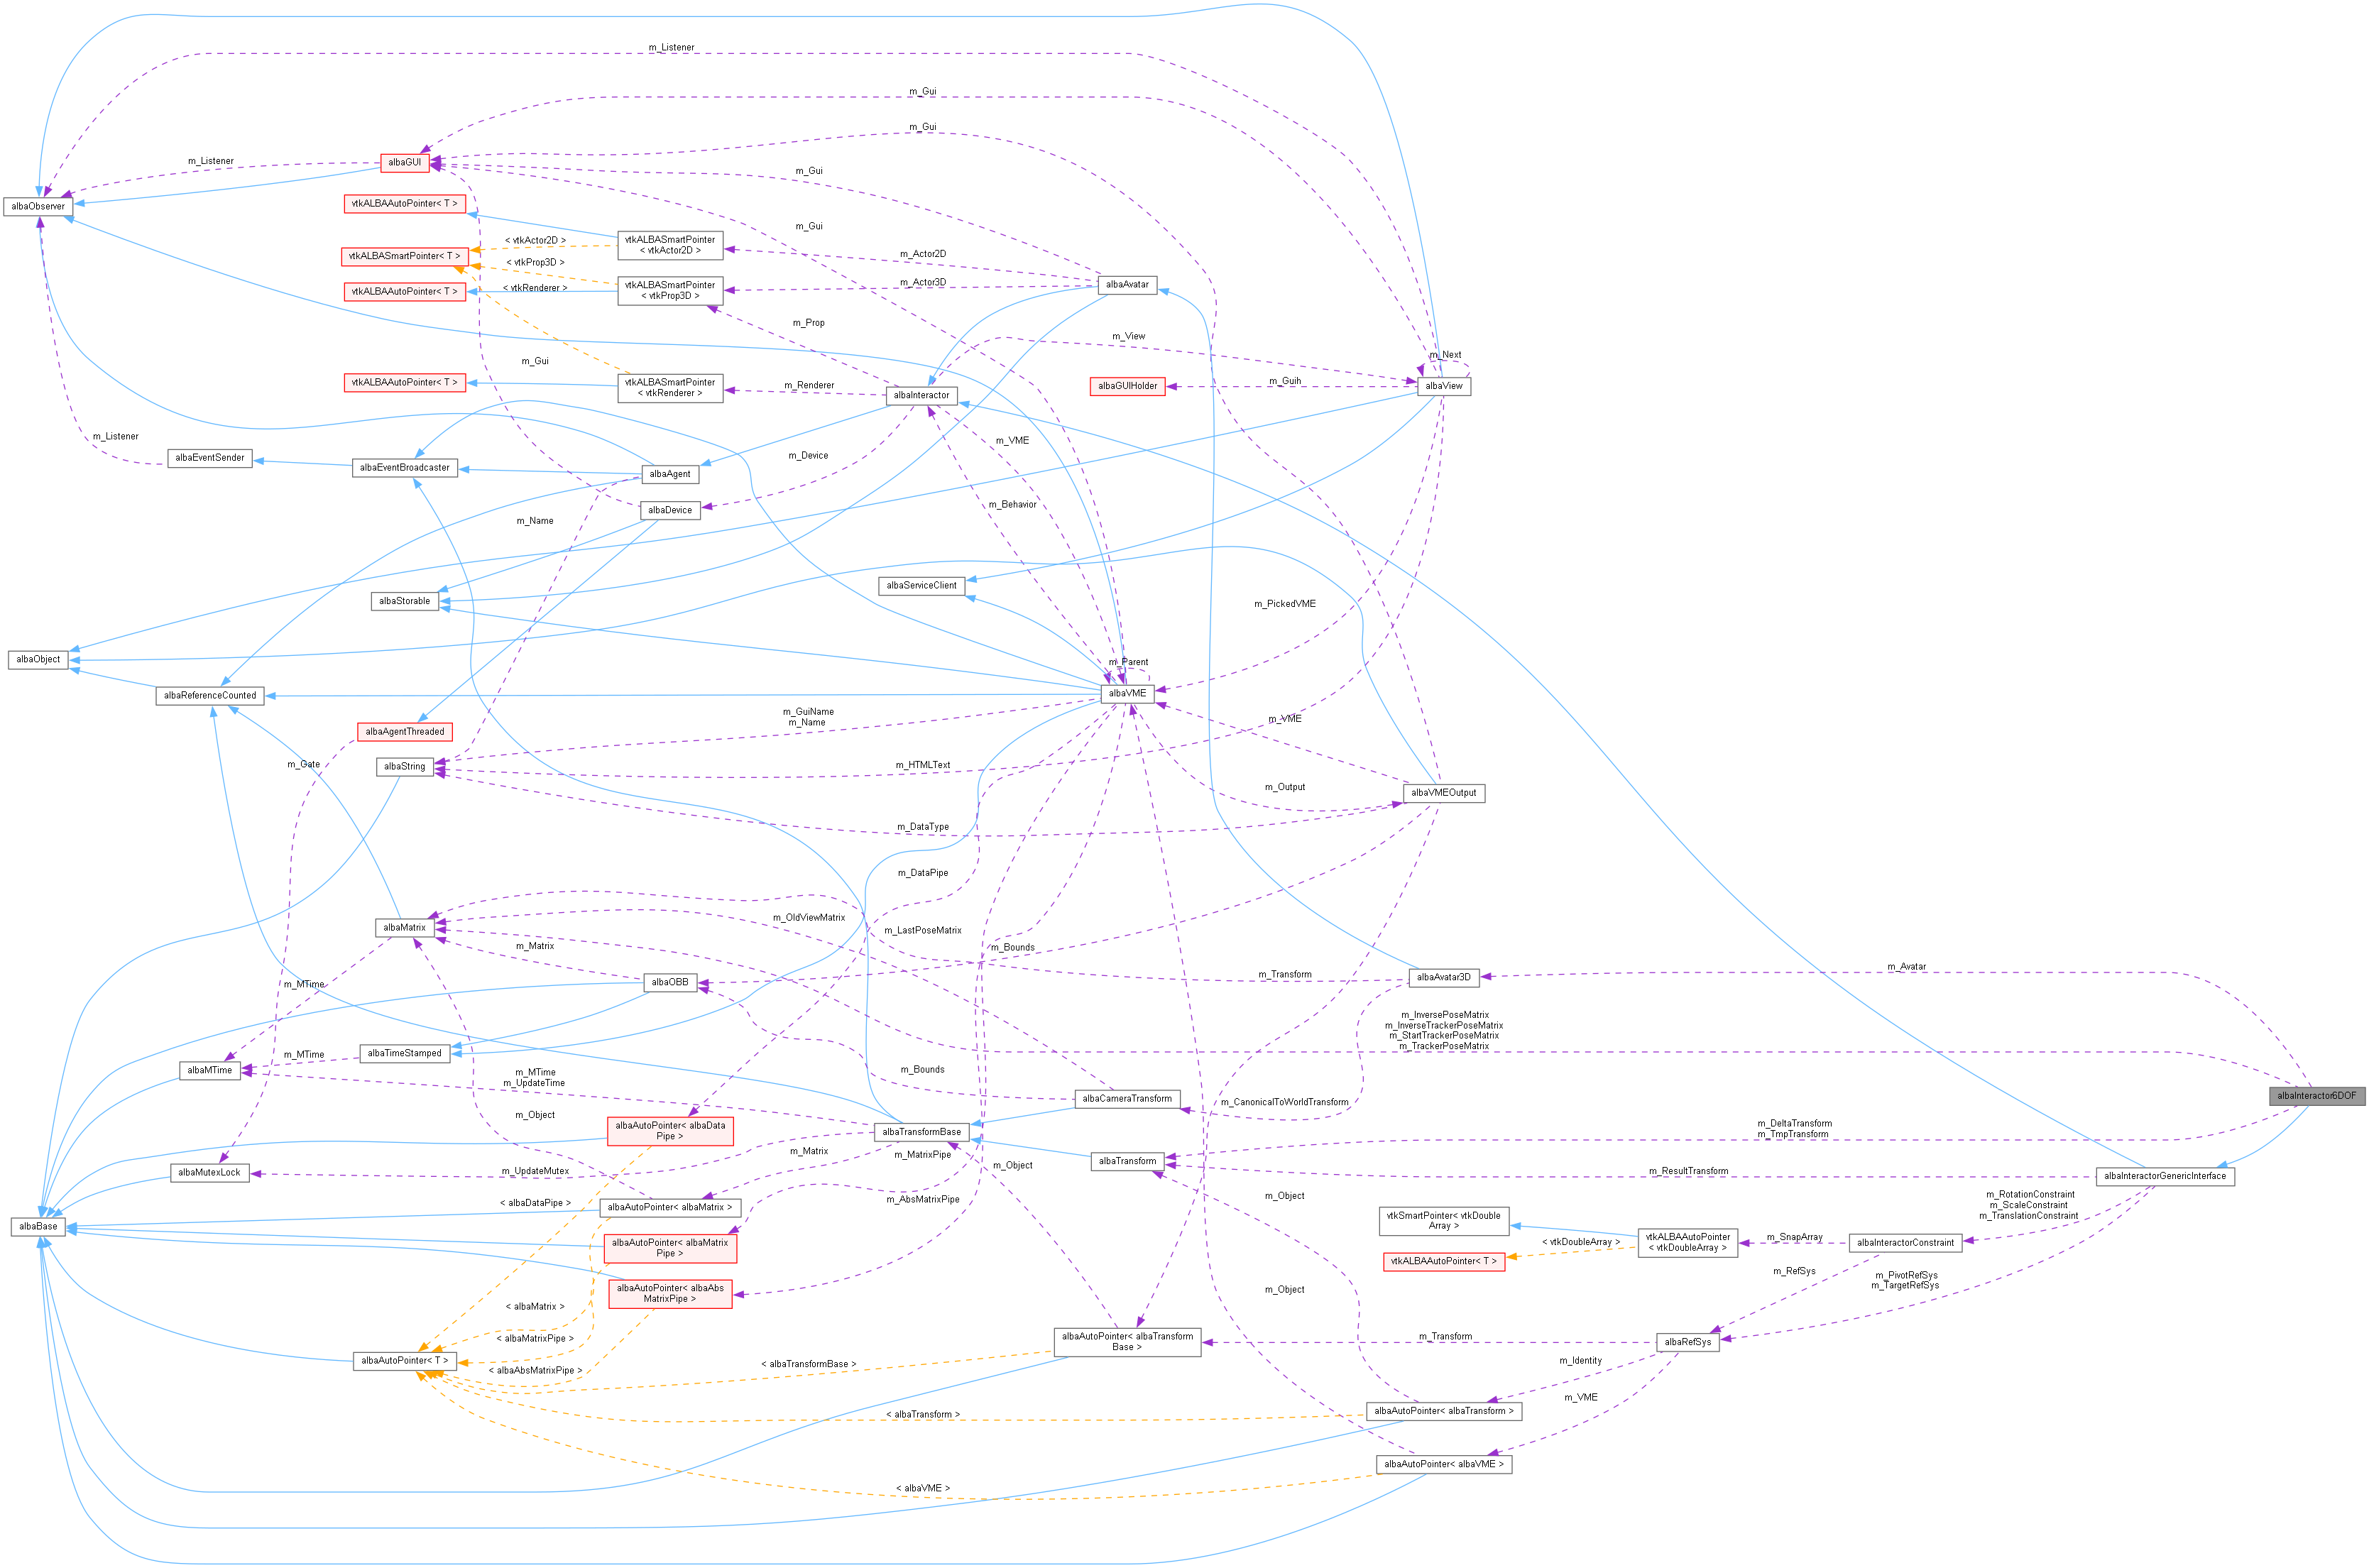 m_Listener
m_Gui
m_Gui
m_Listener
albaGUI
m_Gui
albaObserver
vtkALBAAutoPointer< T >
m_Gui
vtkALBASmartPointer
< vtkActor2D >
< vtkActor2D >
vtkALBASmartPointer< T >
m_Actor2D
< vtkProp3D >
vtkALBASmartPointer
< vtkProp3D >
m_Actor3D
albaAvatar
vtkALBAAutoPointer< T >
< vtkRenderer >
m_Prop
m_View
m_Next
m_Gui
vtkALBAAutoPointer< T >
vtkALBASmartPointer
< vtkRenderer >
m_Renderer
albaInteractor
albaGUIHolder
m_Guih
albaView
m_Listener
m_VME
albaEventSender
albaEventBroadcaster
albaAgent
m_Device
m_Behavior
albaDevice
m_Name
albaServiceClient
albaStorable
m_PickedVME
albaObject
m_Parent
albaReferenceCounted
albaVME
m_GuiName
m_Name
m_VME
albaAgentThreaded
m_Gate
albaString
m_HTMLText
m_Output
albaVMEOutput
m_DataType
m_DataPipe
m_OldViewMatrix
albaMatrix
m_LastPoseMatrix
m_Matrix
m_Bounds
m_Avatar
m_Transform
albaAvatar3D
albaOBB
m_MTime
m_InversePoseMatrix
m_InverseTrackerPoseMatrix
m_StartTrackerPoseMatrix
m_TrackerPoseMatrix
albaTimeStamped
m_MTime
albaMTime
m_MTime
m_UpdateTime
m_Bounds
albaCameraTransform
m_CanonicalToWorldTransform
albaInteractor6DOF
m_Object
albaAutoPointer< albaData
Pipe >
albaTransformBase
m_DeltaTransform
m_TmpTransform
m_Matrix
m_MatrixPipe
albaTransform
m_Object
albaMutexLock
m_UpdateMutex
m_ResultTransform
albaInteractorGenericInterface
m_AbsMatrixPipe
< albaDataPipe >
albaAutoPointer< albaMatrix >
m_Object
m_RotationConstraint
m_ScaleConstraint
m_TranslationConstraint
albaBase
vtkSmartPointer< vtkDouble
Array >
vtkALBAAutoPointer
< vtkDoubleArray >
m_SnapArray
albaInteractorConstraint
albaAutoPointer< albaMatrix
Pipe >
< vtkDoubleArray >
vtkALBAAutoPointer< T >
m_RefSys
m_PivotRefSys
m_TargetRefSys
albaAutoPointer< albaAbs
MatrixPipe >
m_Object
< albaMatrix >
< albaMatrixPipe >
albaAutoPointer< albaTransform
Base >
m_Transform
albaRefSys
albaAutoPointer< T >
< albaAbsMatrixPipe >
< albaTransformBase >
m_Identity
m_VME
< albaTransform >
albaAutoPointer< albaTransform >
albaAutoPointer< albaVME >
< albaVME >